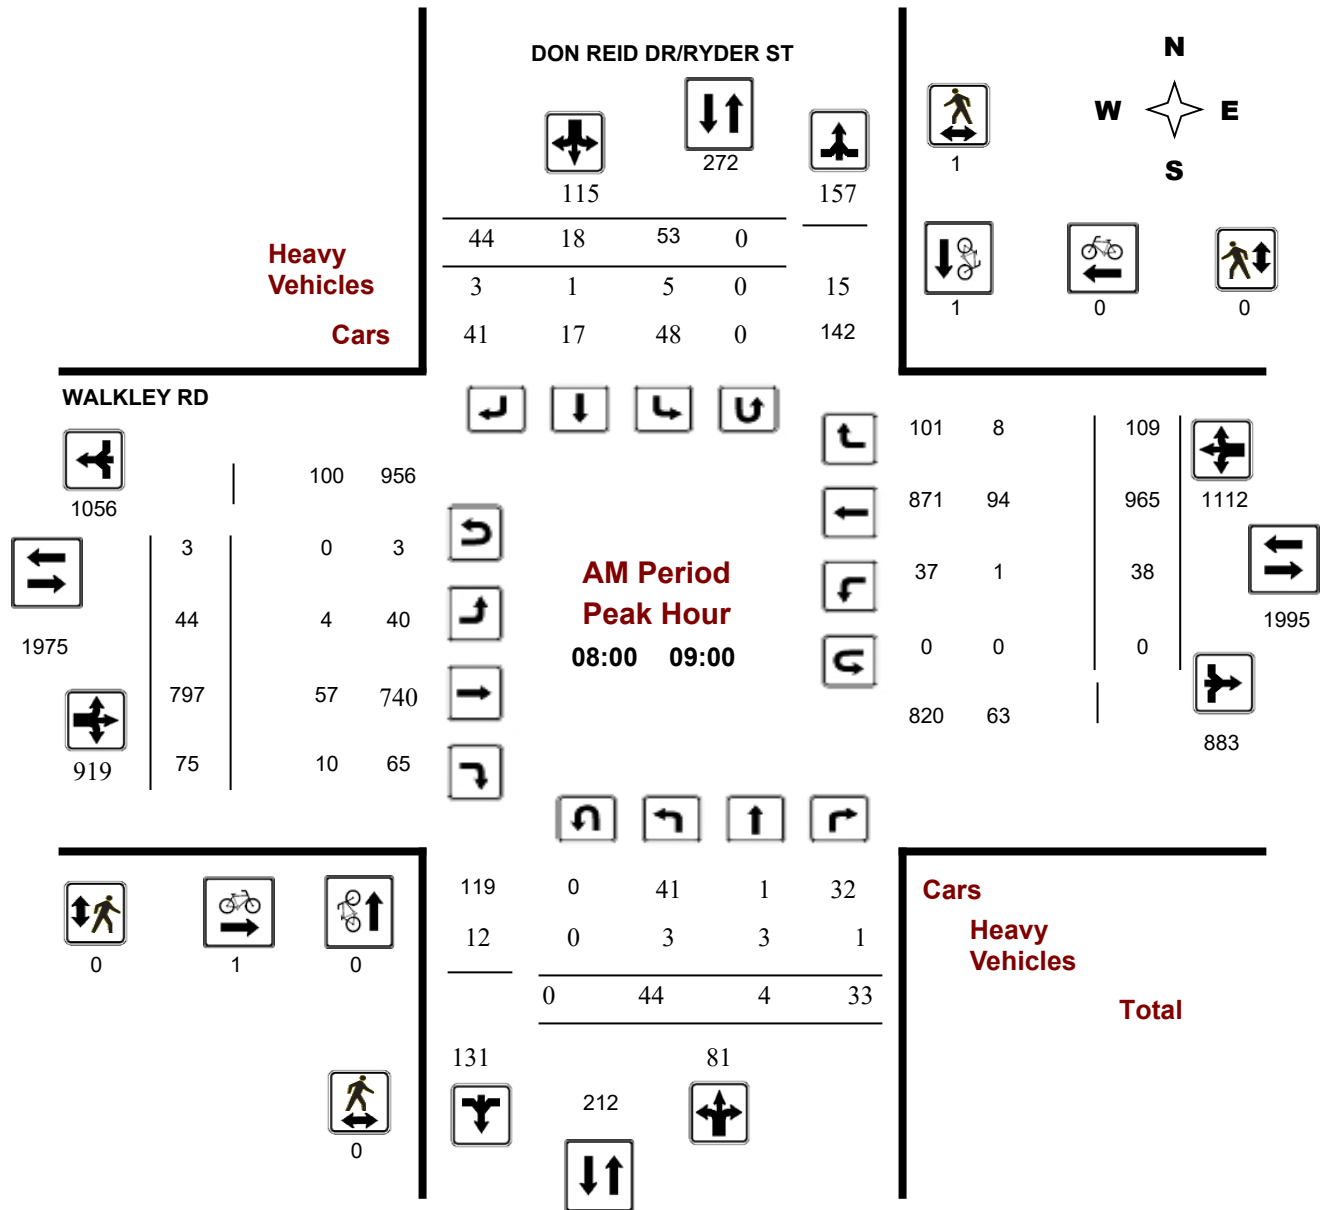 DON REID DR/RYDER ST
N
W E
S
272
1
115 157
44 18 53 0
Heavy
Vehicles
3 1 5 0 15
1 0 0
Cars
41 17 48 0 142
WALKLEY RD
101 8 109
100 956
1056
871 94 965 1112
3 0 3
AM Period
37 1 38
Peak Hour
44 4 40
1975
1995
08:00 09:00
0 0 0
797 57 740
820 63
883
919
75 10 65
119 0 41 1 32
Cars
12 0 3 3 1
Heavy
Vehicles
0 1 0
0 44 4 33
Total
131 81
212
0